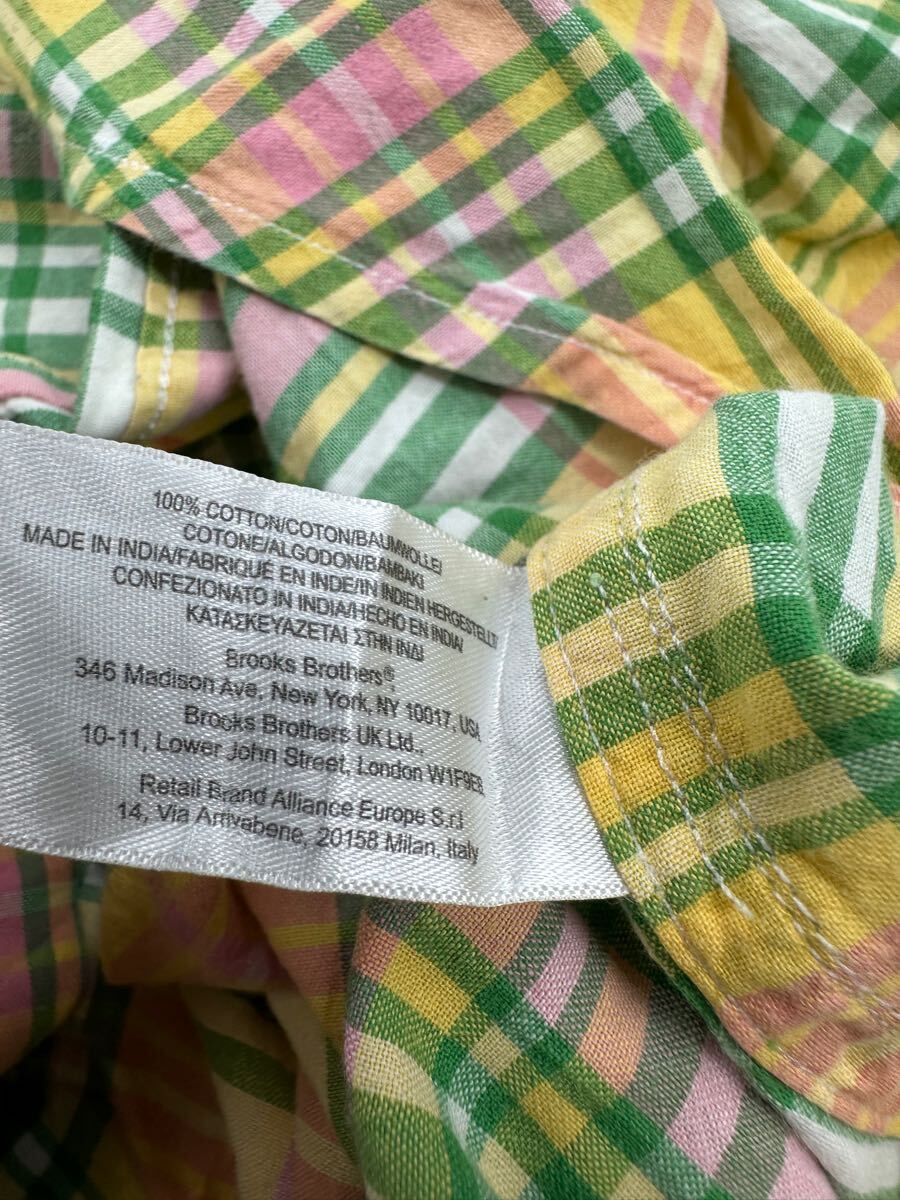 100% COTTON/COTON/BAUMWOLLE/
COTONE/ALGODON/BAMBAKI
MADE IN INDIA/FABRIQUÉ EN INDE/IN INDIEN HERGESTELLT/
CONFEZIONATO IN INDIA/HECHO EN INDIA/
ΚΑΤΑΣΚΕΥΑΖΕΤΑΙ ΣΤΗΝ ΙΝΔΙ
Brooks Brothers®,
346 Madison Ave, New York, NY 10017, USA
Brooks Brothers UK Ltd.,
10-11, Lower John Street, London W1F9EB
Retail Brand Alliance Europe S.r.l
14, Via Arrivabene, 20158 Milan, Italy